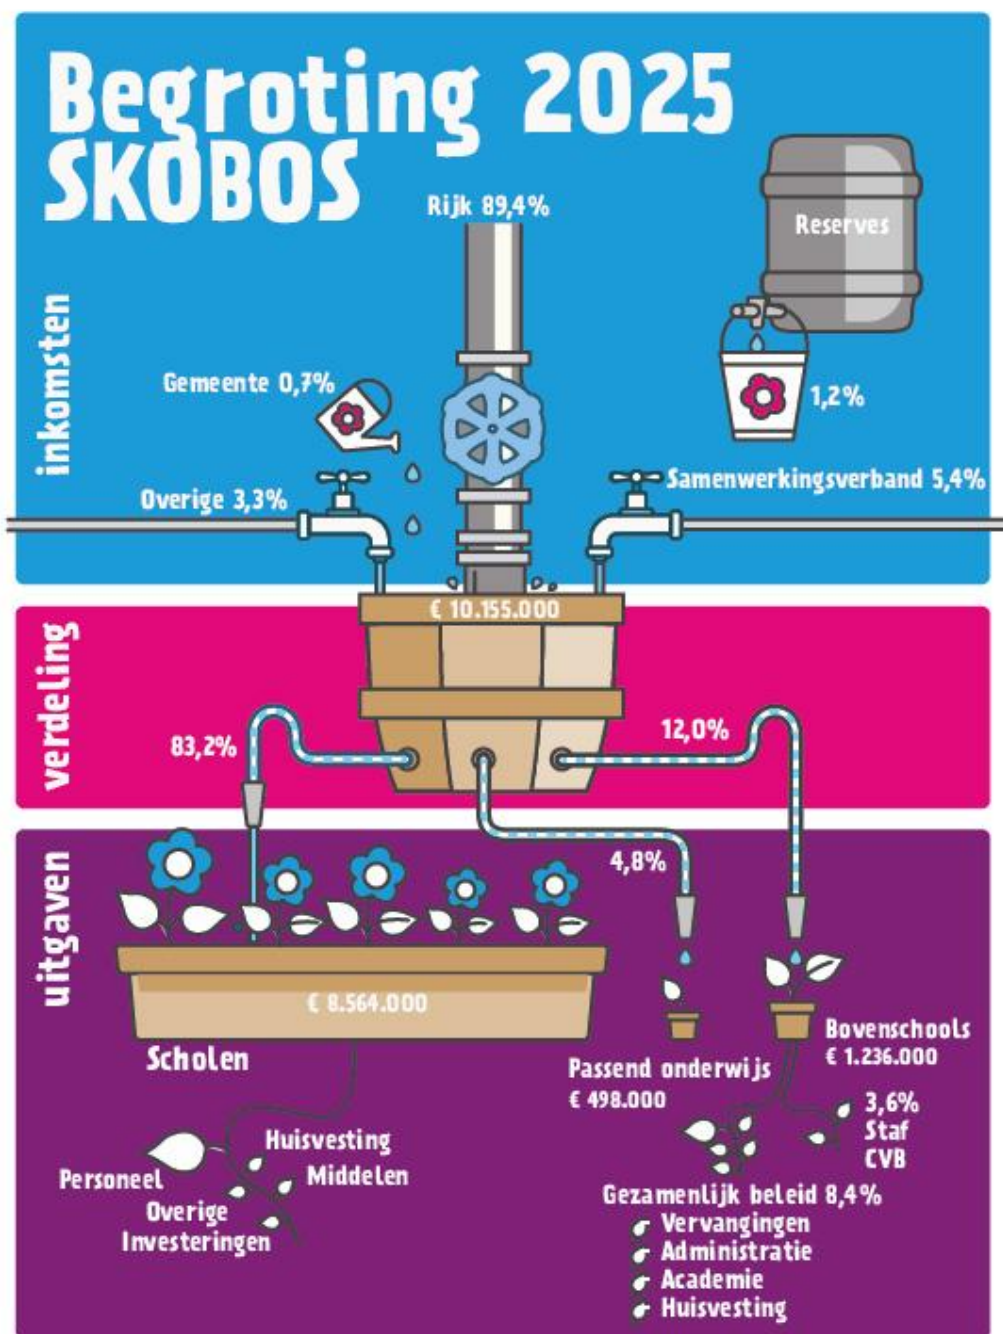 Begroting 2025
SKOBOS
inkomsten
Rijk 89,4%
Reserves
Gemeente 0,7%
1,2%
Overige 3,3%
Samenwerkingsverband 5,4%
verdeling
€ 10.155.000
83,2%
12,0%
4,8%
uitgaven
€ 8.564.000
Scholen
Personeel
Huisvesting
Middelen
Overige
Investeringen
Passend onderwijs
€ 498.000
Bovenschools
€ 1.236.000
3,6%
Staf
CVB
Gezamenlijk beleid 8,4%
Vervangingen
Administratie
Academie
Huisvesting